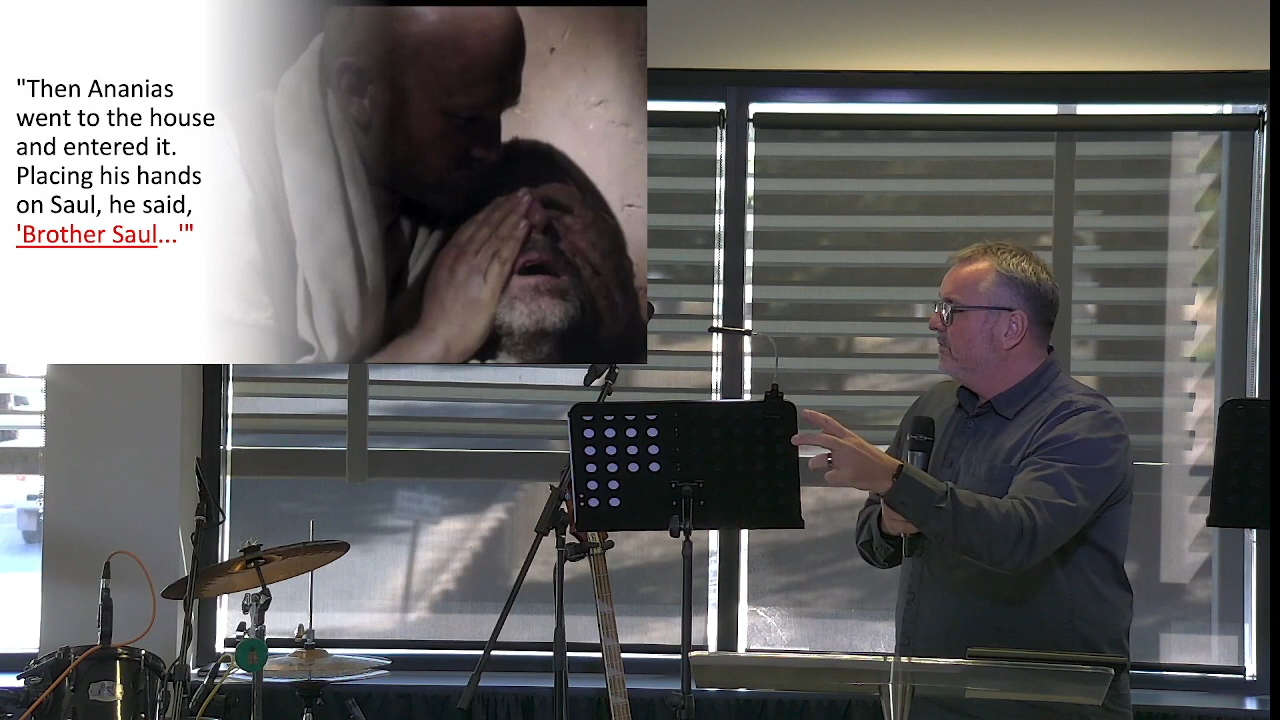 "Then Ananias
went to the house
and entered it.
Placing his hands
on Saul, he said,
'Brother Saul...'"